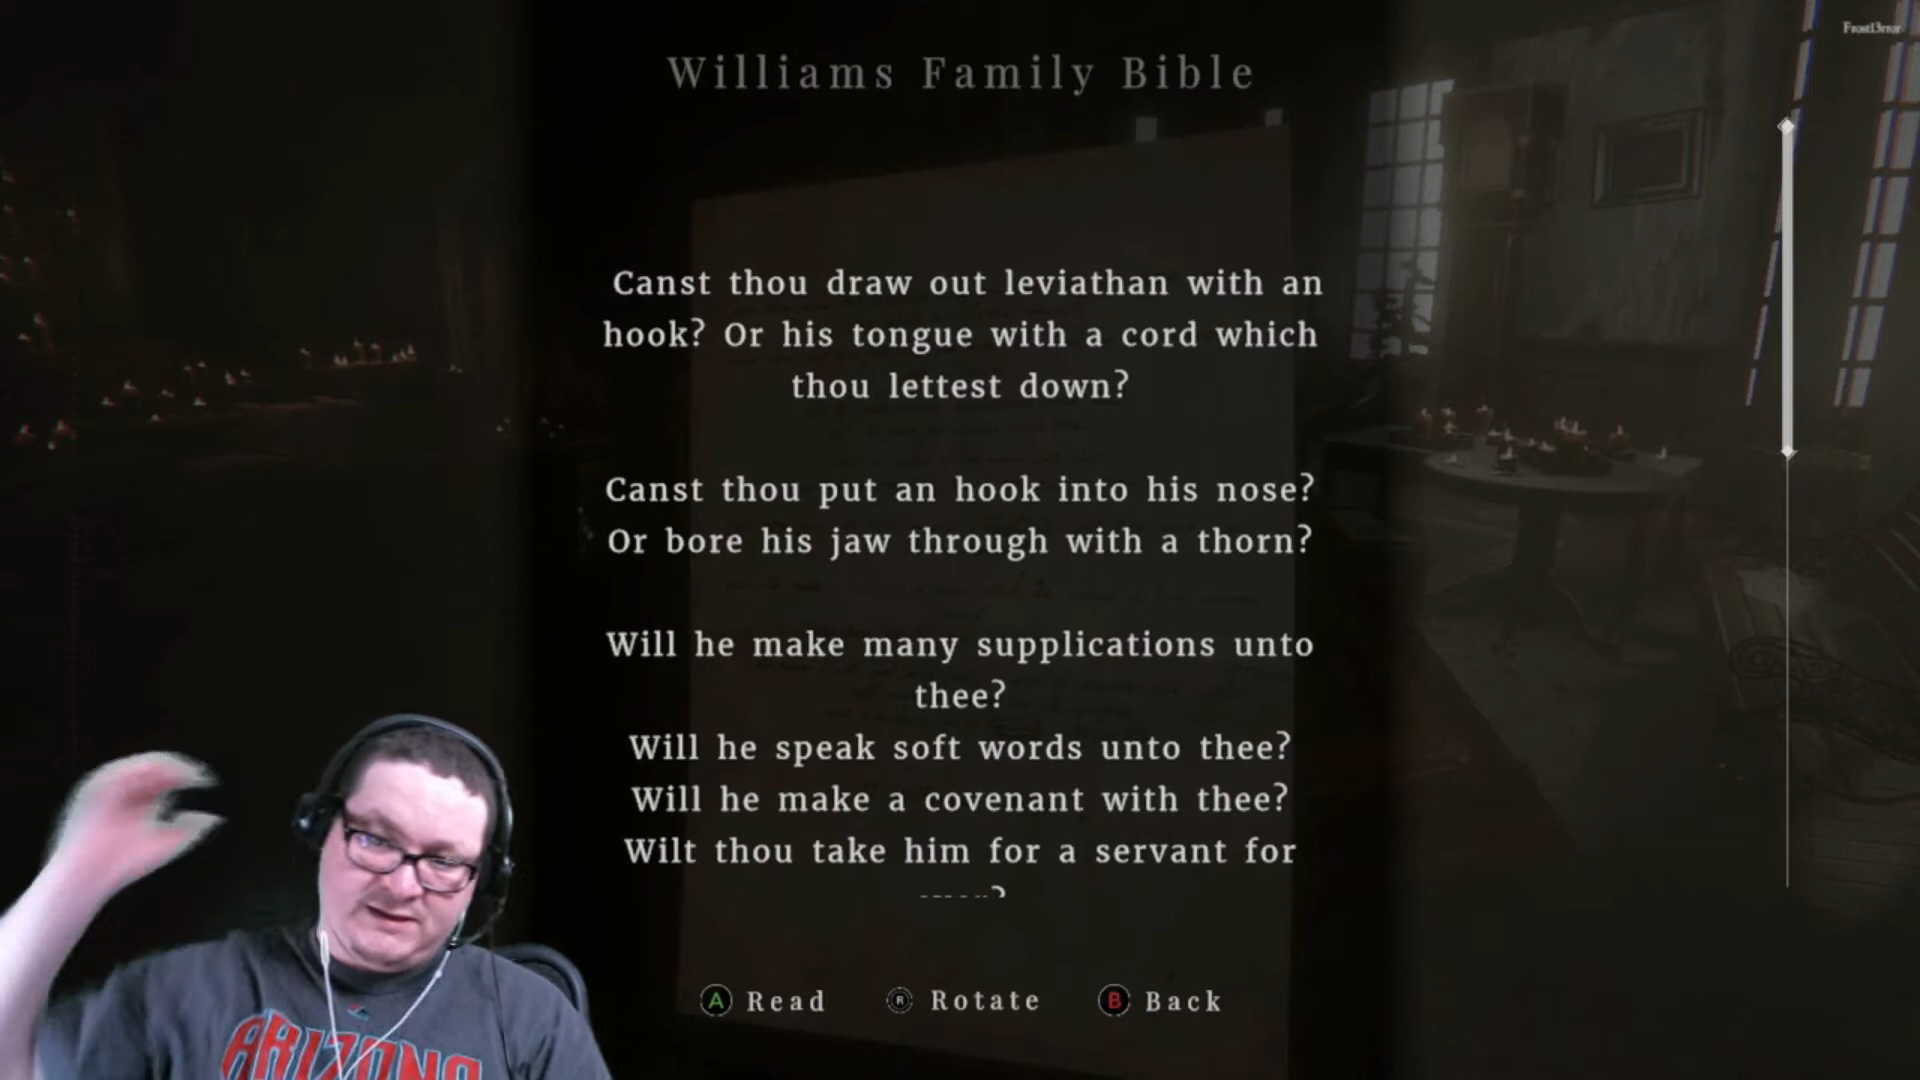 Frost13rror
Williams Family Bible
Canst thou draw out leviathan with an
hook? Or his tongue with a cord which
thou lettest down?
Canst thou put an hook into his nose?
Or bore his jaw through with a thorn?
Will he make many supplications unto
thee?
Will he speak soft words unto thee?
Will he make a covenant with thee?
Wilt thou take him for a servant for
A Read R Rotate B Back
ARIZONA